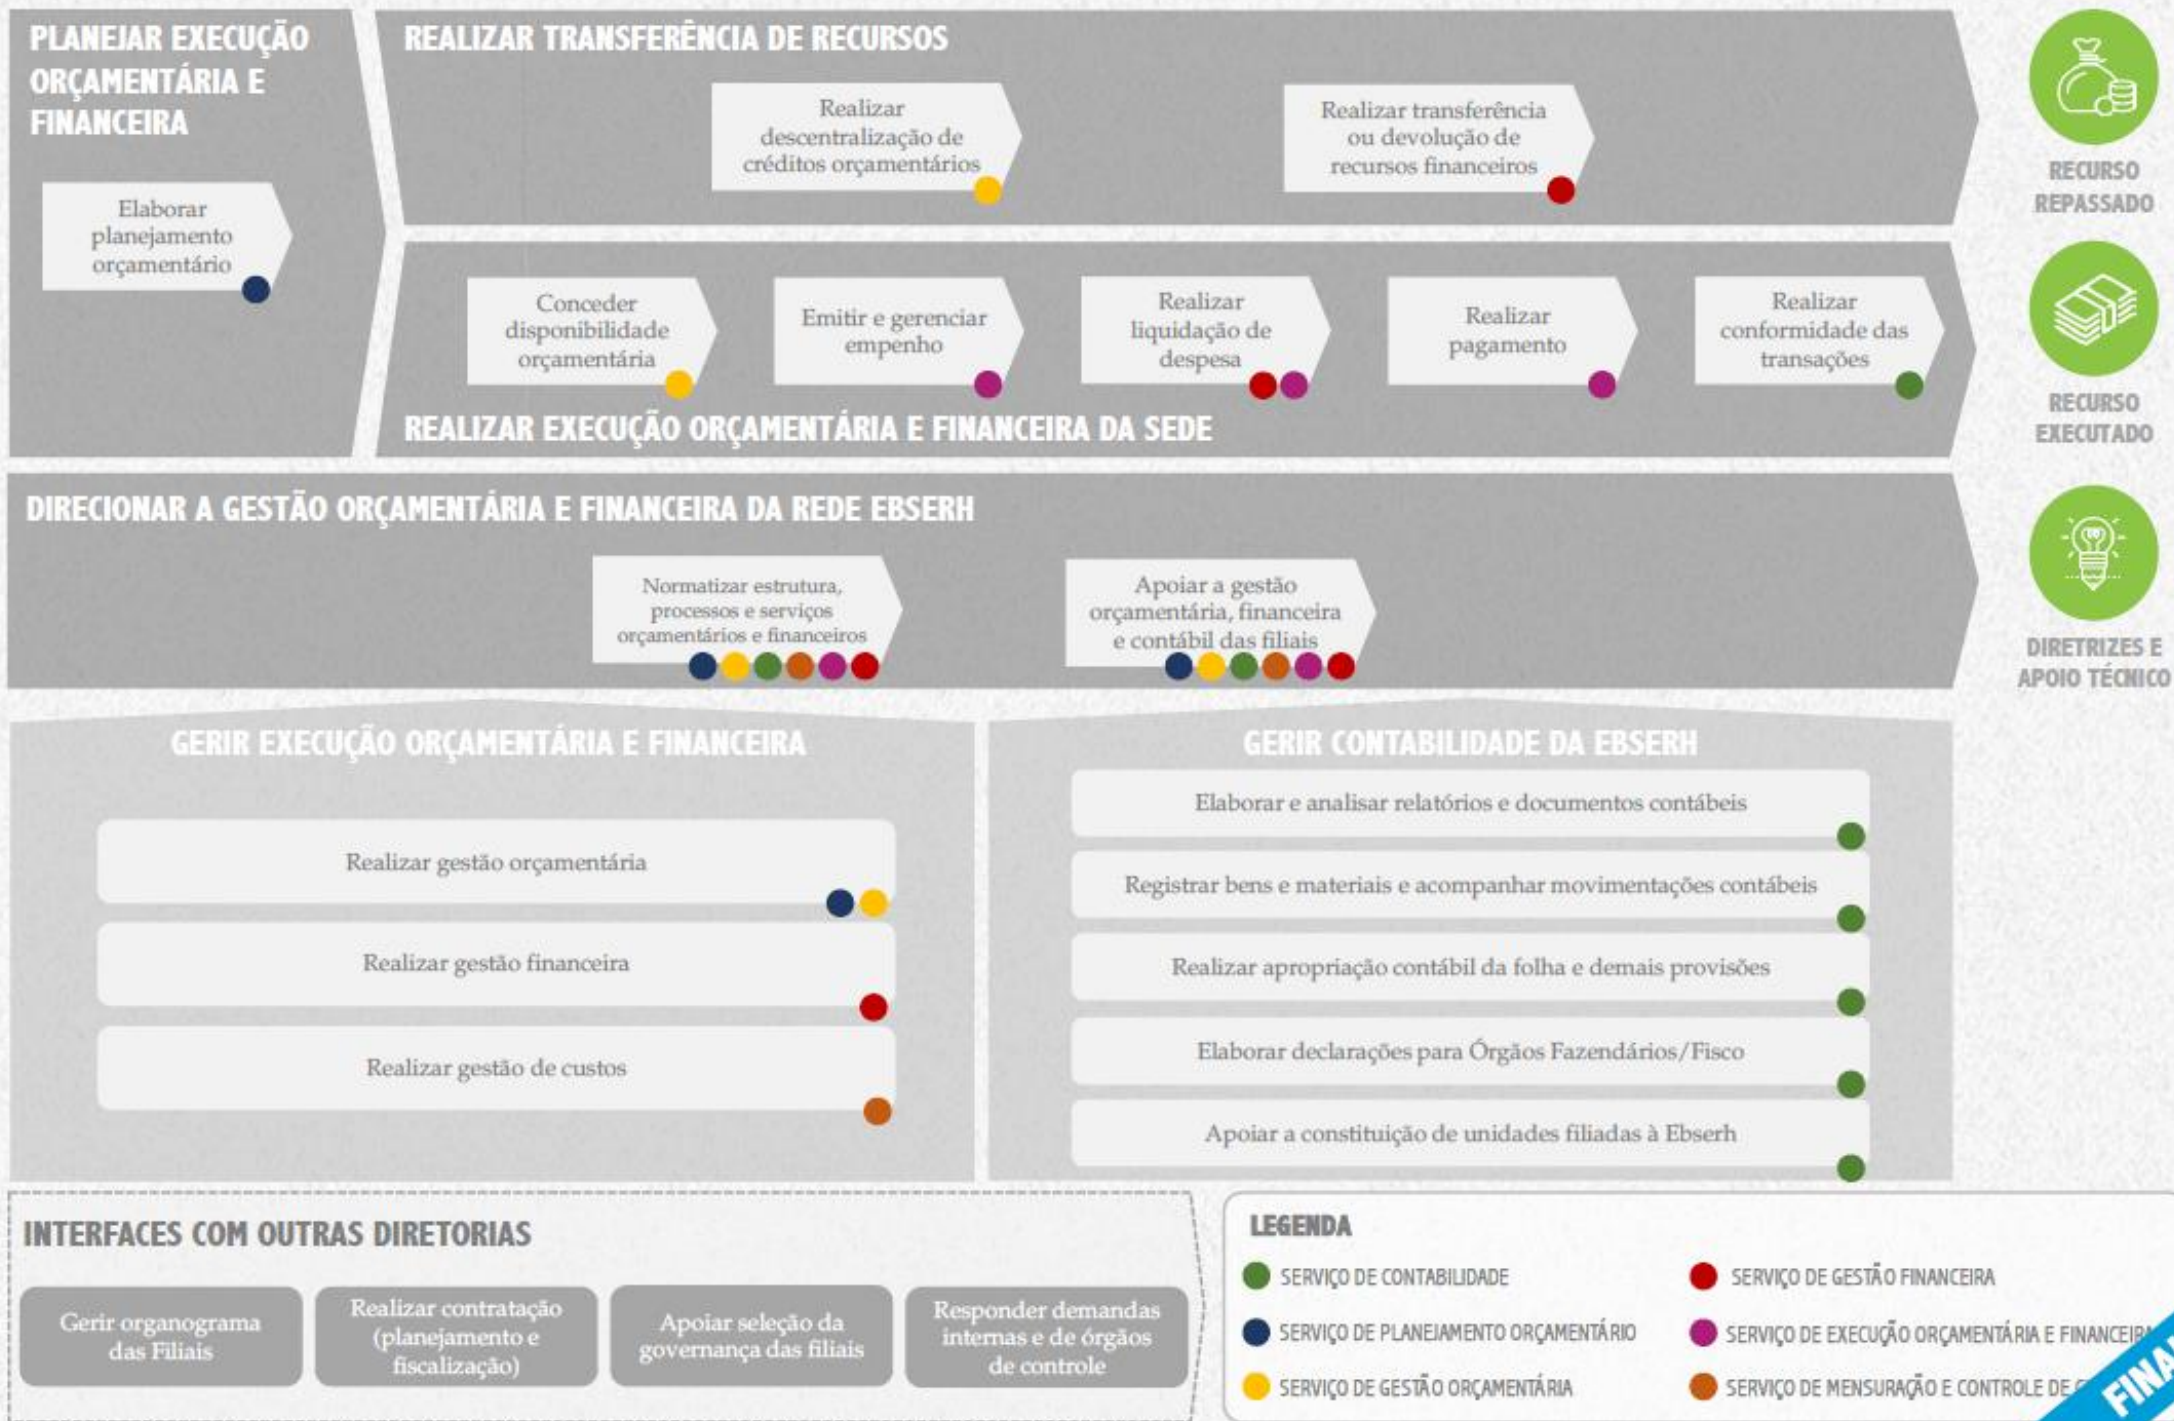 PLANEJAR EXECUÇÃO
ORÇAMENTÁRIA E
FINANCEIRA
Elaborar
planejamento
orçamentário
REALIZAR TRANSFERÊNCIA DE RECURSOS
Realizar
descentralização de
créditos orçamentários
Realizar transferência
ou devolução de
recursos financeiros
RECURSO
REPASSADO
Conceder
disponibilidade
orçamentária
Emitir e gerenciar
empenho
Realizar
liquidação de
despesa
Realizar
pagamento
Realizar
conformidade das
transações
REALIZAR EXECUÇÃO ORÇAMENTÁRIA E FINANCEIRA DA SEDE
RECURSO
EXECUTADO
DIRECIONAR A GESTÃO ORÇAMENTÁRIA E FINANCEIRA DA REDE EBSERH
Normatizar estrutura,
processos e serviços
orçamentários e financeiros
Apoiar a gestão
orçamentária, financeira
e contábil das filiais
DIRETRIZES E
APOIO TÉCNICO
GERIR EXECUÇÃO ORÇAMENTÁRIA E FINANCEIRA
Realizar gestão orçamentária
Realizar gestão financeira
Realizar gestão de custos
GERIR CONTABILIDADE DA EBSERH
Elaborar e analisar relatórios e documentos contábeis
Registrar bens e materiais e acompanhar movimentações contábeis
Realizar apropriação contábil da folha e demais provisões
Elaborar declarações para Órgãos Fazendários/Fisco
Apoiar a constituição de unidades filiadas à Ebserh
INTERFACES COM OUTRAS DIRETORIAS
Gerir organograma
das Filiais
Realizar contratação
(planejamento e
fiscalização)
Apoiar seleção da
governança das filiais
Responder demandas
internas e de órgãos
de controle
LEGENDA
SERVIÇO DE CONTABILIDADE
SERVIÇO DE PLANEJAMENTO ORÇAMENTÁRIO
SERVIÇO DE GESTÃO ORÇAMENTÁRIA
SERVIÇO DE GESTÃO FINANCEIRA
SERVIÇO DE EXECUÇÃO ORÇAMENTÁRIA E FINANCEIRA
SERVIÇO DE MENSURAÇÃO E CONTROLE DE